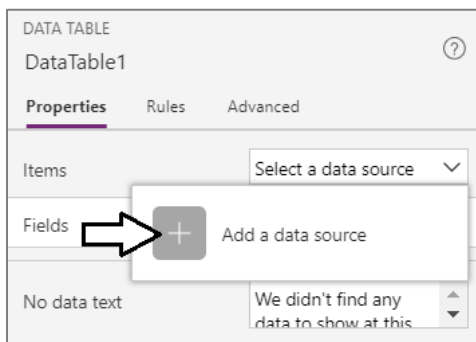 DATA TABLE
DataTable1
Properties Rules Advanced
Items Select a data source
Fields
Add a data source
No data text We didn't find any
data to show at this